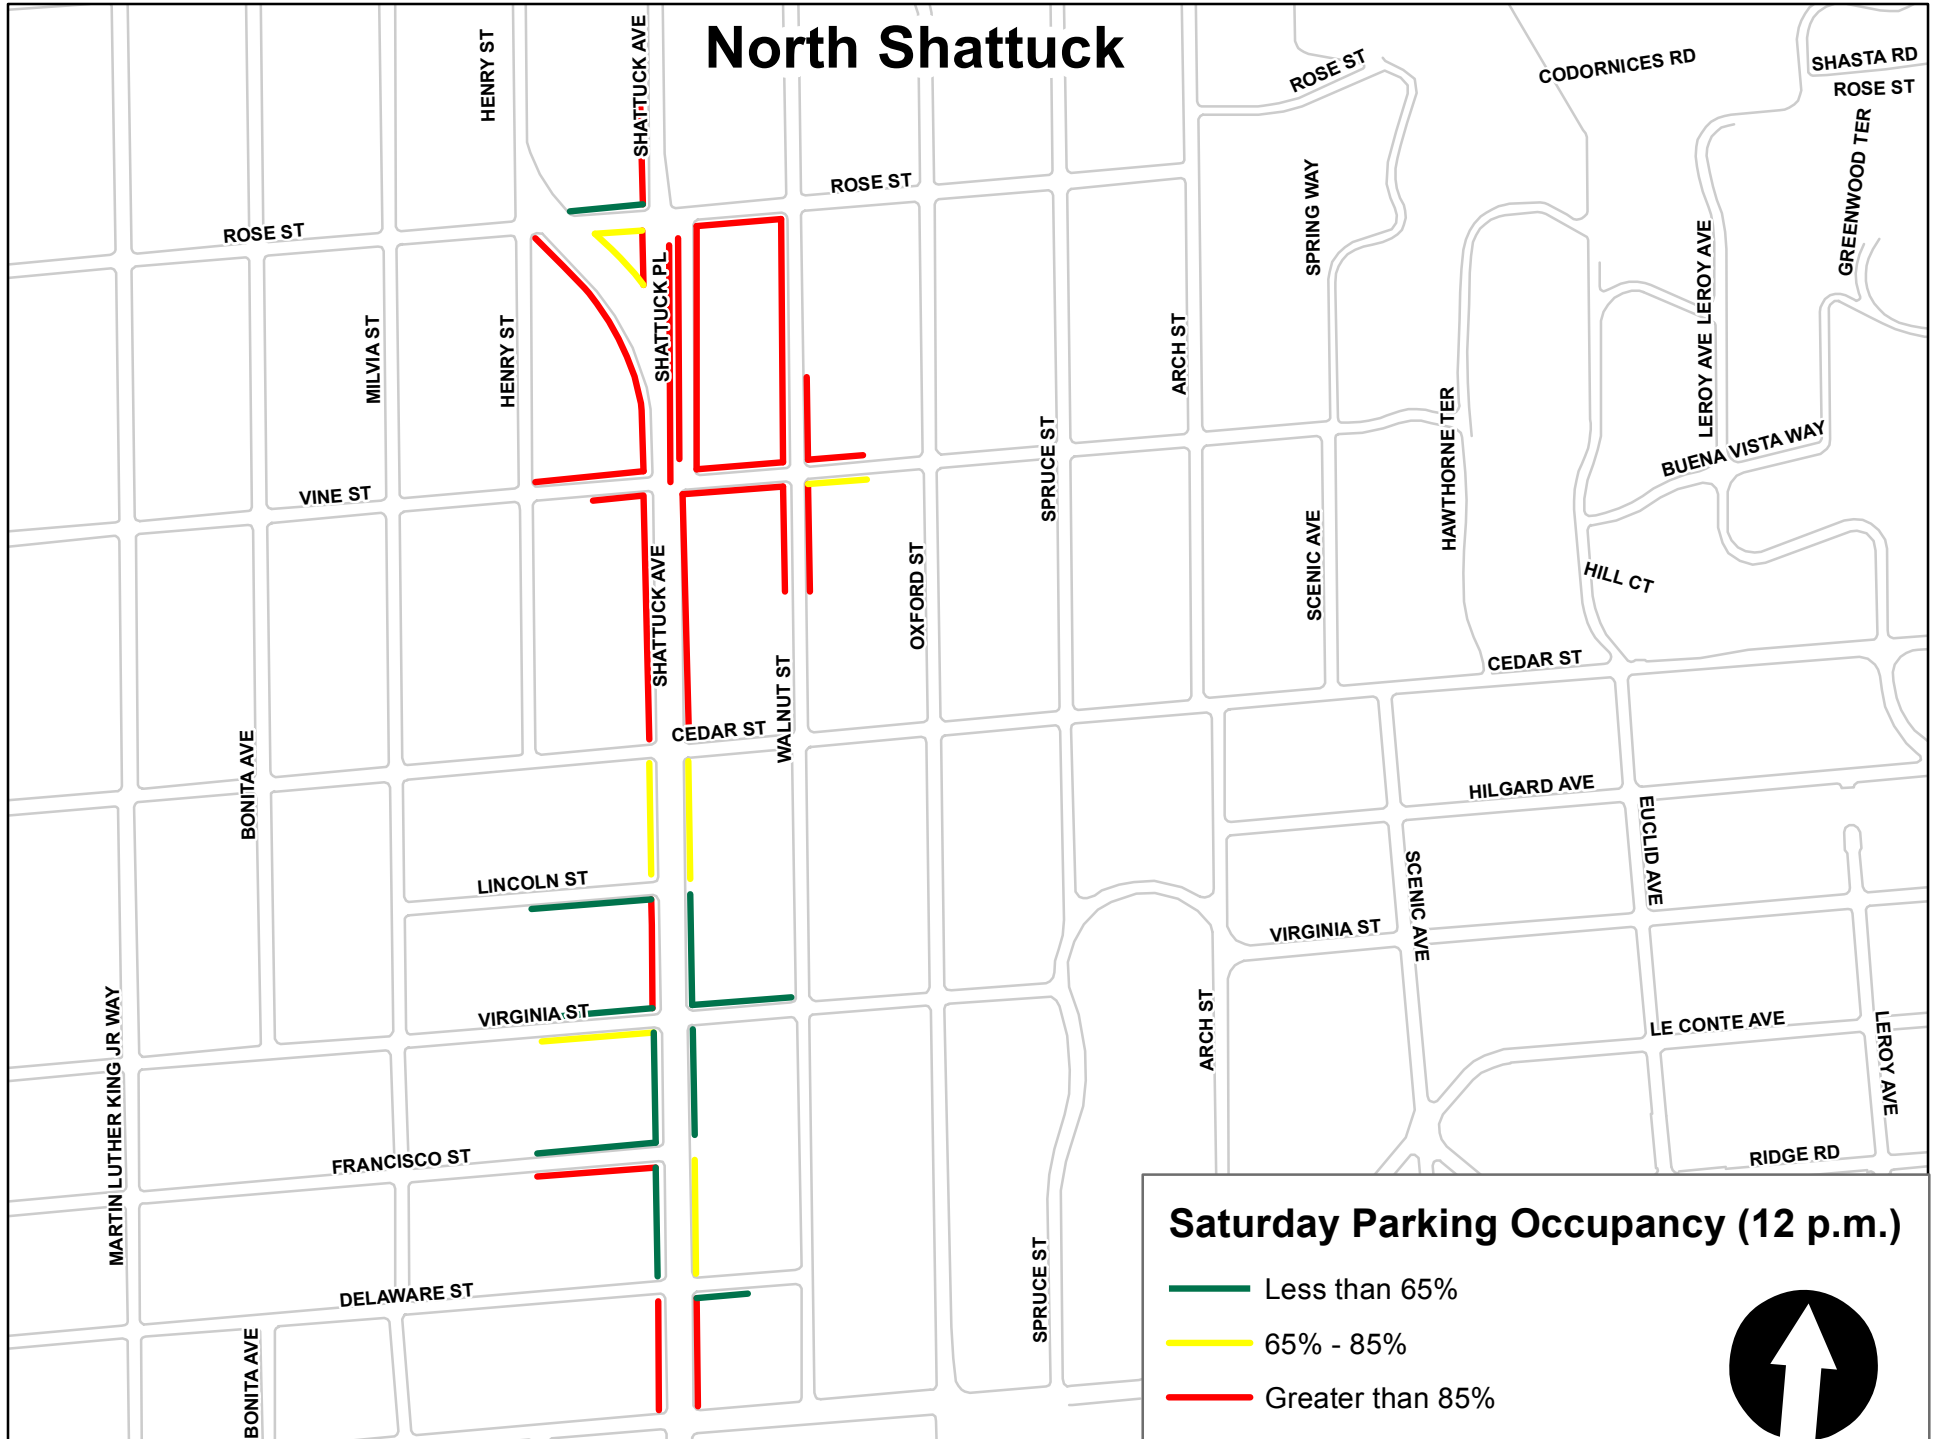 North Shattuck
HENRY ST
SHATTUCK AVE
ROSE ST
CODORNICES RD
SHASTA RD
ROSE ST
GREENWOOD TER
ROSE ST
SPRING WAY
ROSE ST
LEROY AVE
LEROY AVE
SHATTUCK PL
MILVIA ST
HENRY ST
ARCH ST
HAWTHORNE TER
SPRUCE ST
BUENA VISTA WAY
VINE ST
SHATTUCK AVE
OXFORD ST
SCENIC AVE
HILL CT
CEDAR ST
WALNUT ST
CEDAR ST
BONITA AVE
HILGARD AVE
EUCLID AVE
LINCOLN ST
SCENIC AVE
VIRGINIA ST
VIRGINIA ST
MARTIN LUTHER KING JR WAY
ARCH ST
LE CONTE AVE
LEROY AVE
FRANCISCO ST
RIDGE RD
SPRUCE ST
DELAWARE ST
BONITA AVE
Saturday Parking Occupancy (12 p.m.)
Less than 65%
65% - 85%
Greater than 85%